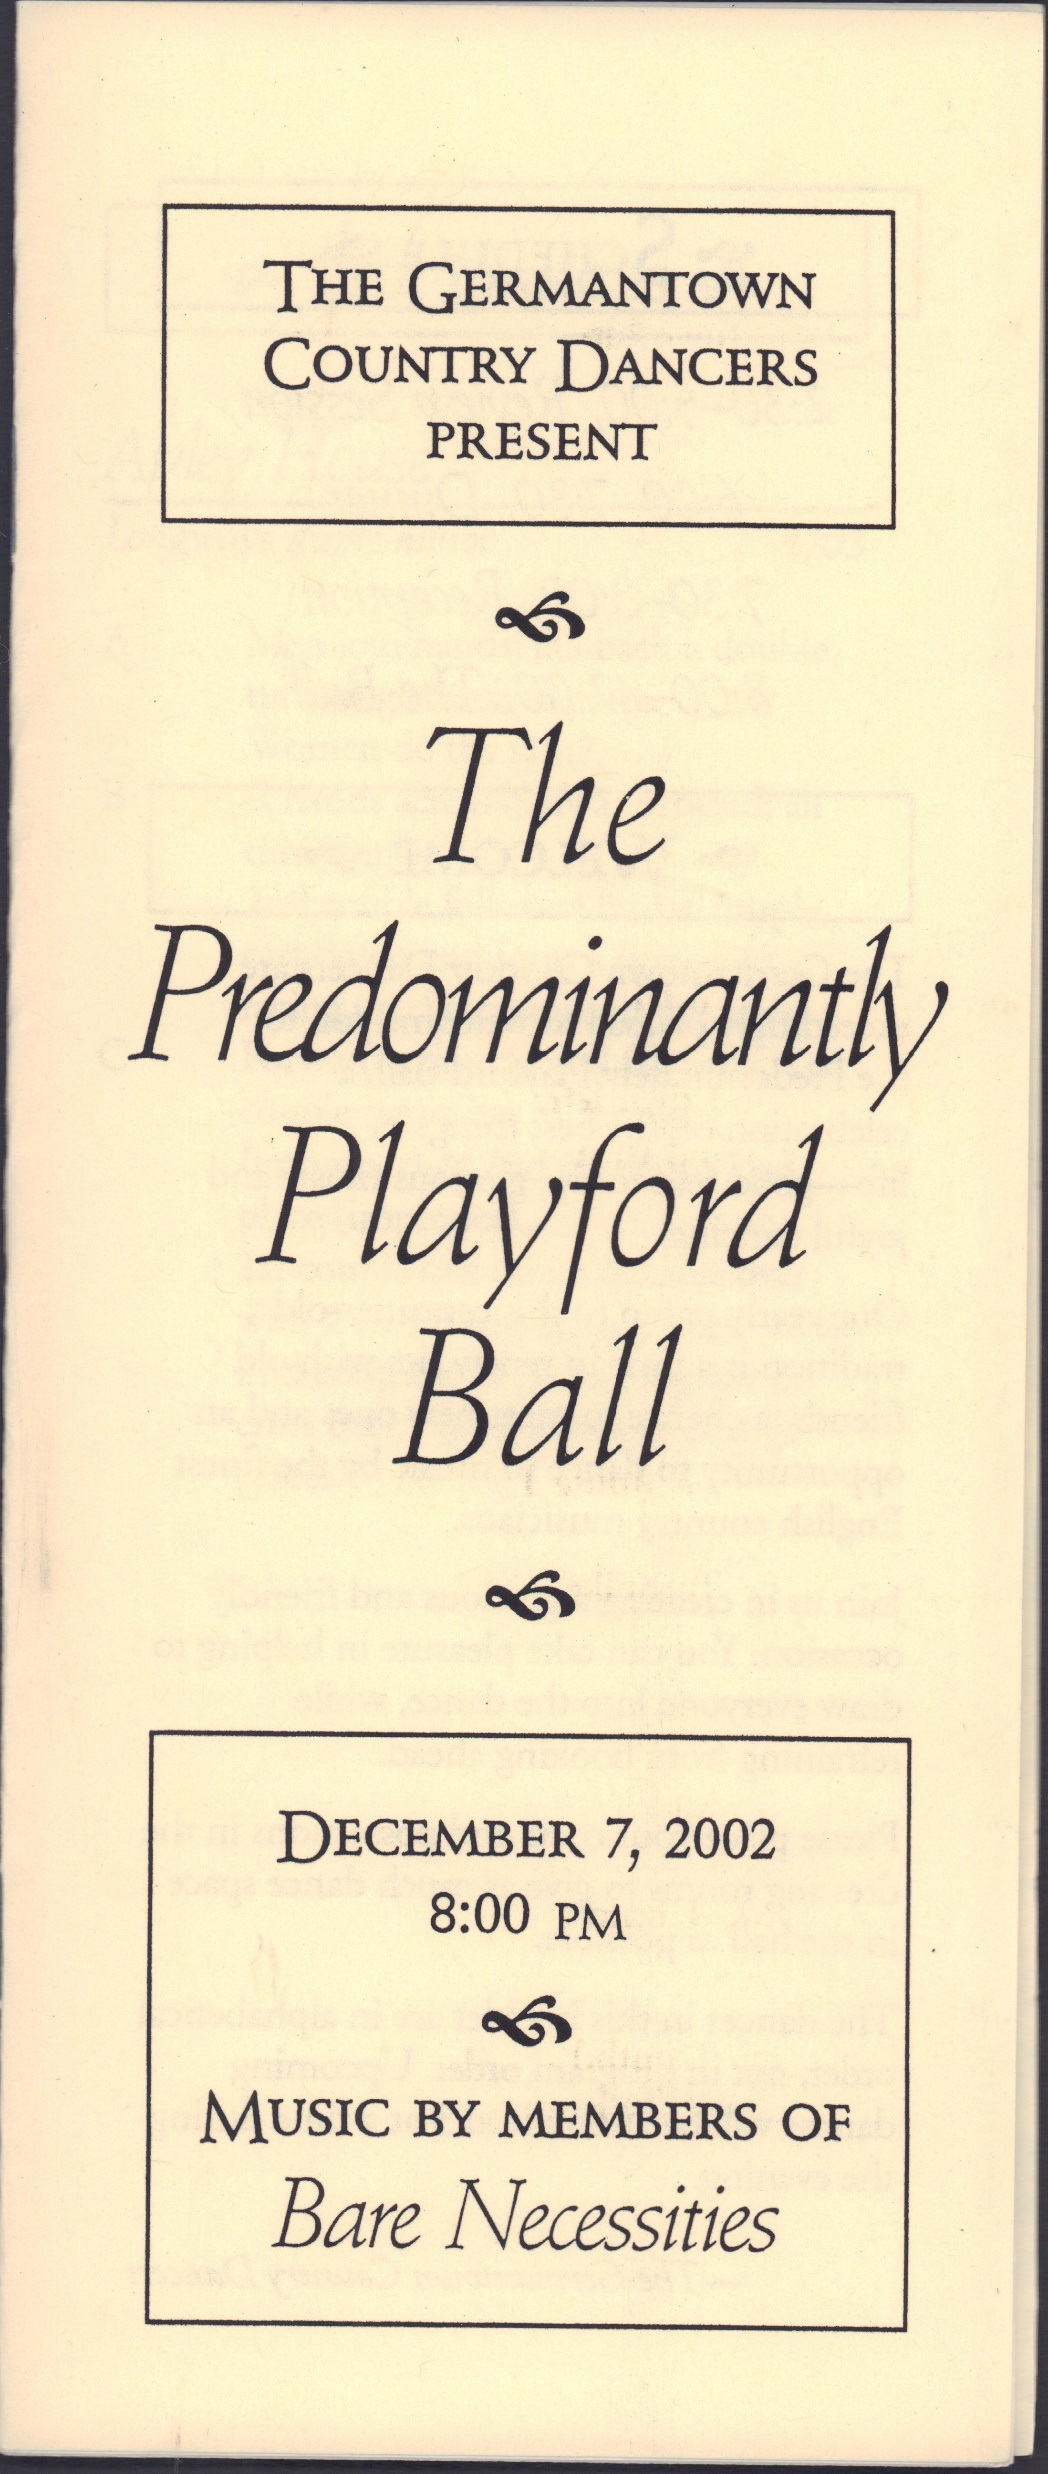 THE GERMANTOWN
COUNTRY DANCERS
PRESENT
The
Predominantly
Playford
Ball
DECEMBER 7, 2002
8:00 PM
MUSIC BY MEMBERS OF
Bare Necessities